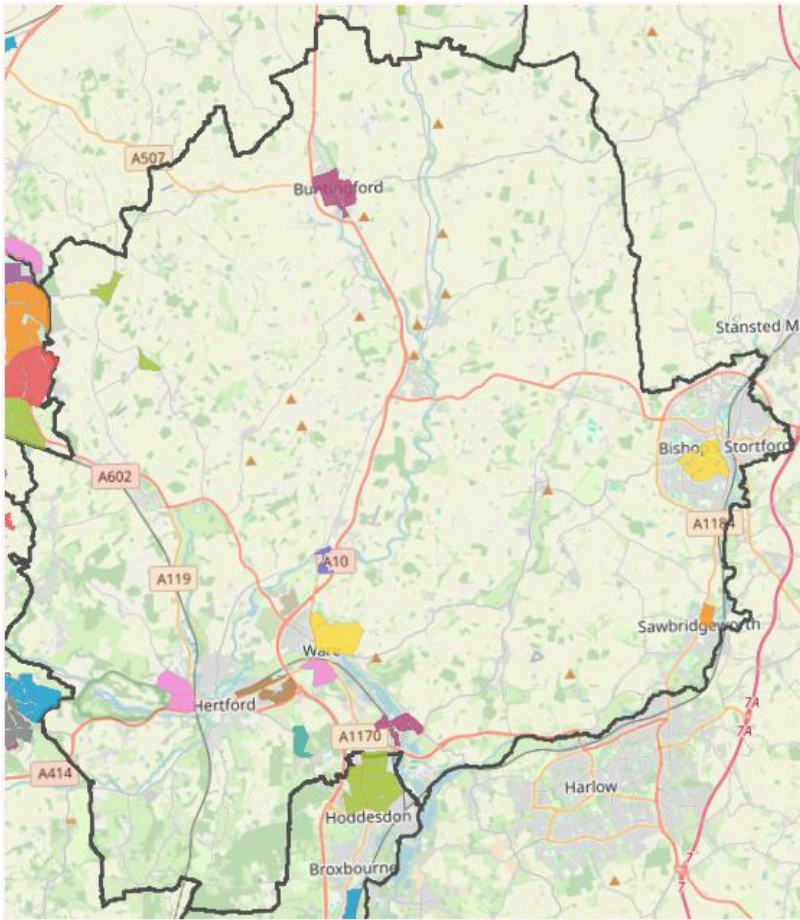 A507
Buntingford
Stansted M
Bishop Stortford
A602
A1184
A10
A119
Sawbridgeworth
Ware
Hertford
7A
7A
A1170
A414
Harlow
Hoddesdon
Broxbourne
7
7